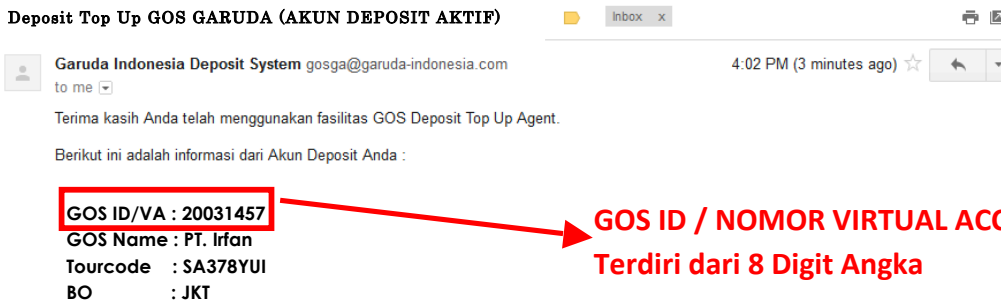 Deposit Top Up GOS GARUDA (AKUN DEPOSIT AKTIF)
Inbox x
Garuda Indonesia Deposit System gosga@garuda-indonesia.com
4:02 PM (3 minutes ago)
to me
Terima kasih Anda telah menggunakan fasilitas GOS Deposit Top Up Agent.
Berikut ini adalah informasi dari Akun Deposit Anda :
GOS ID/VA : 20031457
GOS Name : PT. Irfan
Tourcode : SA378YUI
BO : JKT
GOS ID / NOMOR VIRTUAL
Terdiri dari 8 Digit Angka